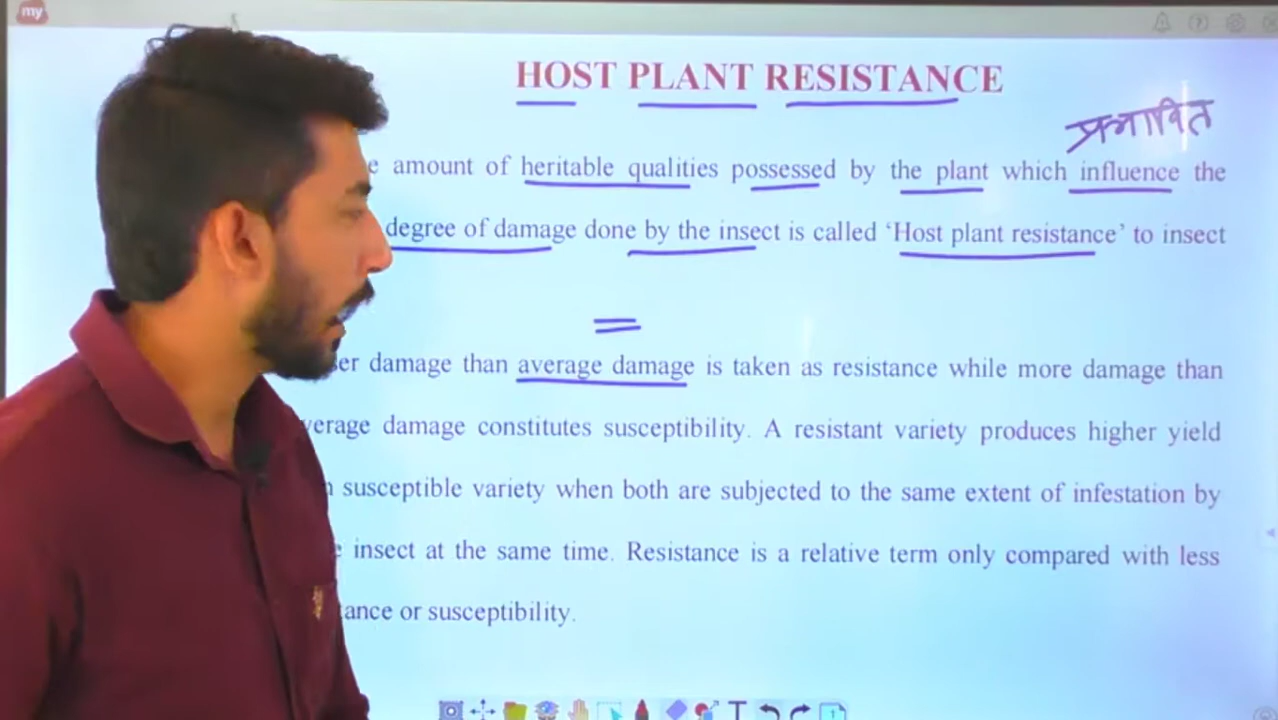 my
HOST PLANT RESISTANCE
प्रभावित
amount of heritable qualities possessed by the plant which influence the
degree of damage done by the insect is called ‘Host plant resistance’ to insect
damage than average damage is taken as resistance while more damage than
damage constitutes susceptibility. A resistant variety produces higher yield
susceptible variety when both are subjected to the same extent of infestation by
insect at the same time. Resistance is a relative term only compared with less
or susceptibility.
T
1